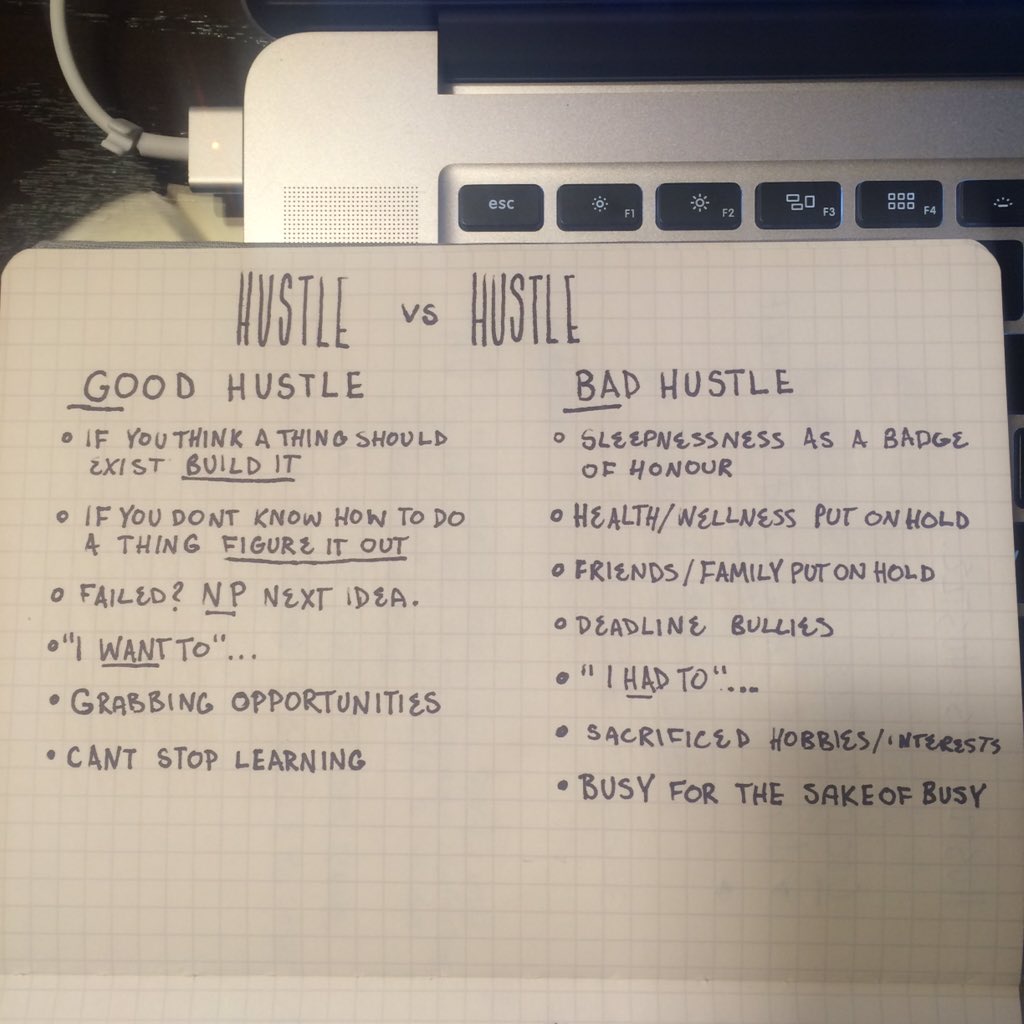 esc
F1
F2
F3
F4
HUSTLE vs HUSTLE
GOOD HUSTLE
• IF YOU THINK A THING SHOULD
EXIST BUILD IT
• IF YOU DONT KNOW HOW TO DO
A THING FIGURE IT OUT
• FAILED? NP NEXT IDEA.
• "I WANT TO"...
• GRABBING OPPORTUNITIES
• CANT STOP LEARNING
BAD HUSTLE
• SLEEPNESSNESS AS A BADGE
OF HONOUR
• HEALTH/WELLNESS PUT ON HOLD
• FRIENDS/FAMILY PUT ON HOLD
• DEADLINE BULLIES
• "I HAD TO"...
• SACRIFICED HOBBIES/INTERESTS
• BUSY FOR THE SAKE OF BUSY